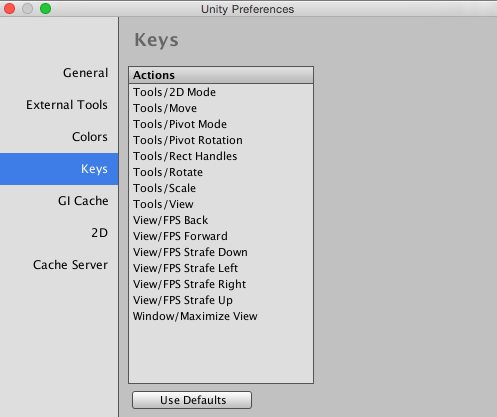 Unity Preferences
Keys
General
External Tools
Colors
Keys
GI Cache
2D
Cache Server
Actions
Tools/2D Mode
Tools/Move
Tools/Pivot Mode
Tools/Pivot Rotation
Tools/Rect Handles
Tools/Rotate
Tools/Scale
Tools/View
View/FPS Back
View/FPS Forward
View/FPS Strafe Down
View/FPS Strafe Left
View/FPS Strafe Right
View/FPS Strafe Up
Window/Maximize View
Use Defaults